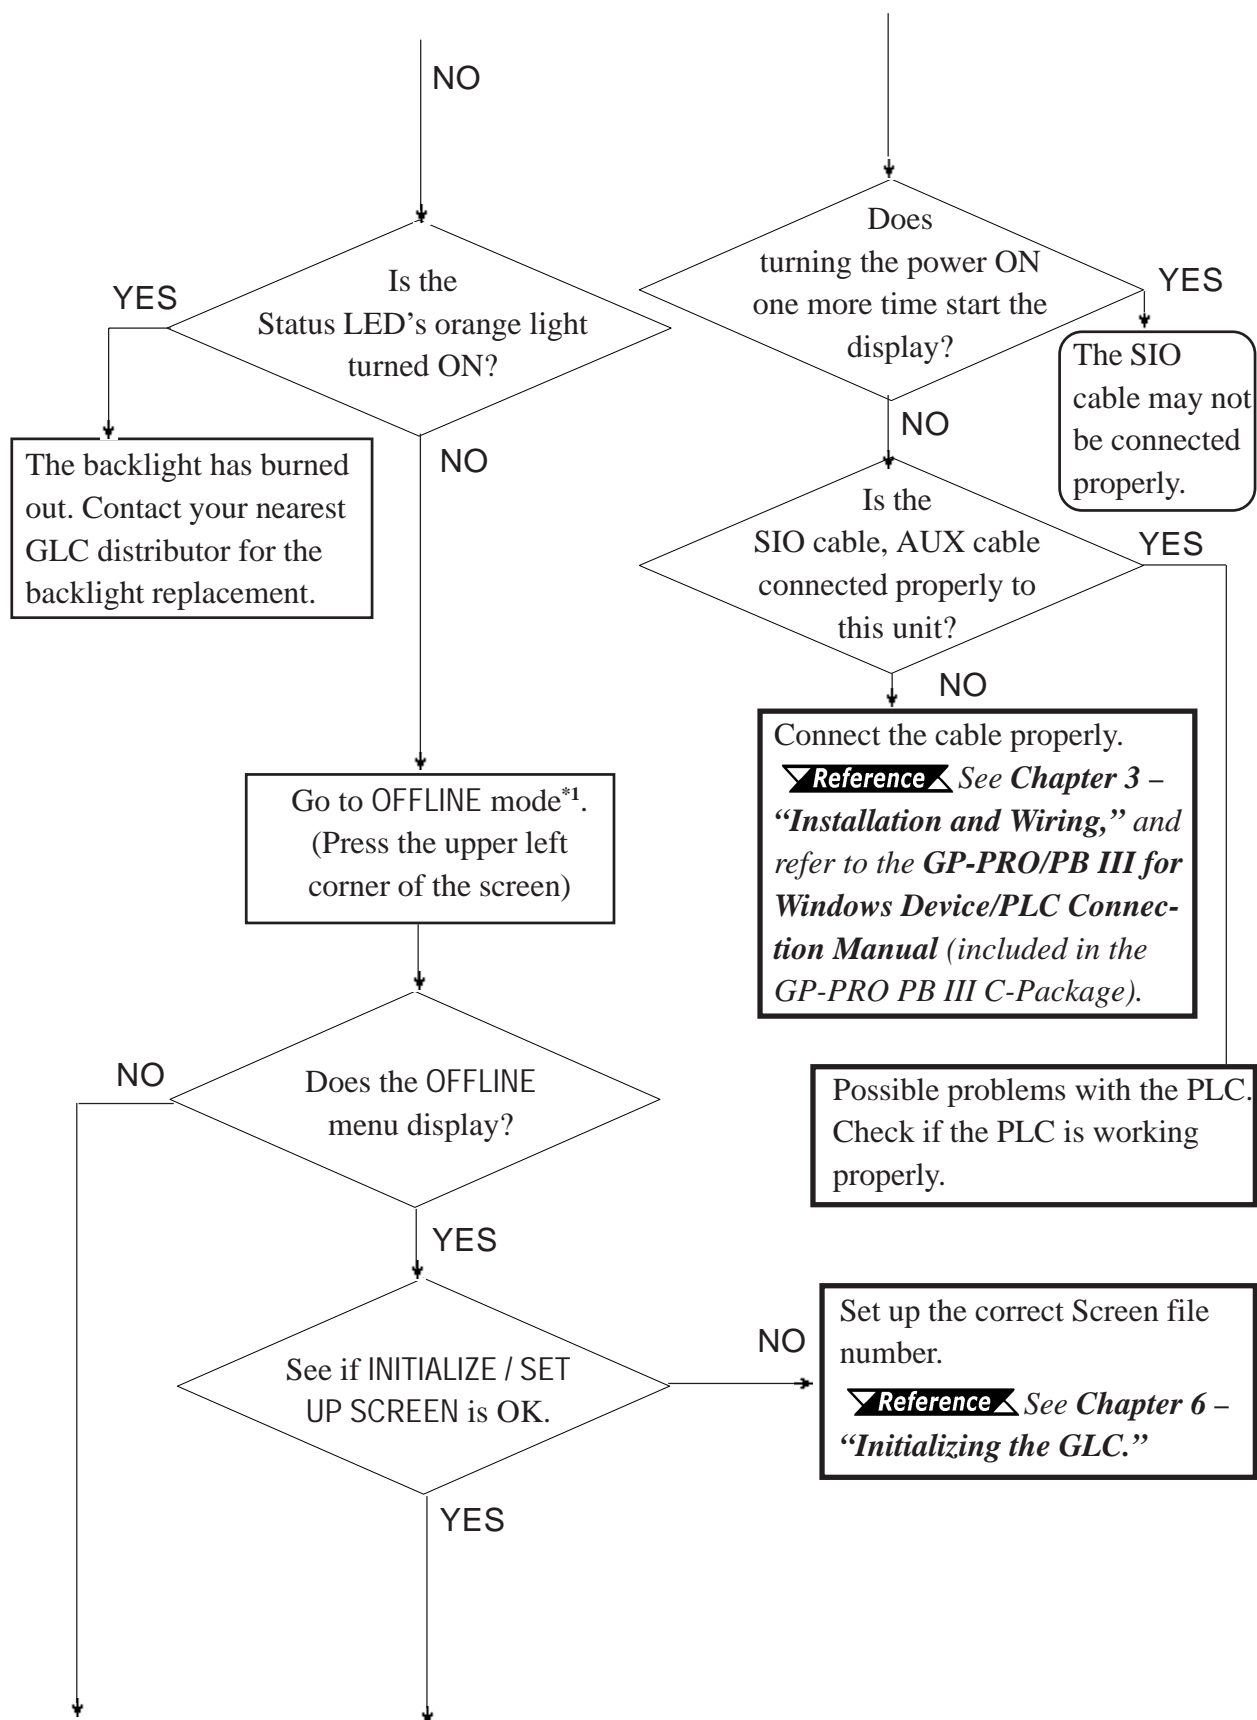 NO
Is the
Status LED’s orange light
turned ON?
YES
The backlight has burned
out. Contact your nearest
GLC distributor for the
backlight replacement.
NO
Go to OFFLINE mode*1.
(Press the upper left
corner of the screen)
Does the OFFLINE
menu display?
NO
YES
See if INITIALIZE / SET
UP SCREEN is OK.
NO
Set up the correct Screen file
number.
Reference See Chapter 6 –
“Initializing the GLC.”
YES
Does
turning the power ON
one more time start the
display?
YES
The SIO
cable may not
be connected
properly.
NO
Is the
SIO cable, AUX cable
connected properly to
this unit?
YES
NO
Connect the cable properly.
Reference See Chapter 3 –
“Installation and Wiring,” and
refer to the GP-PRO/PB III for
Windows Device/PLC Connec-
tion Manual (included in the
GP-PRO PB III C-Package).
Possible problems with the PLC.
Check if the PLC is working
properly.